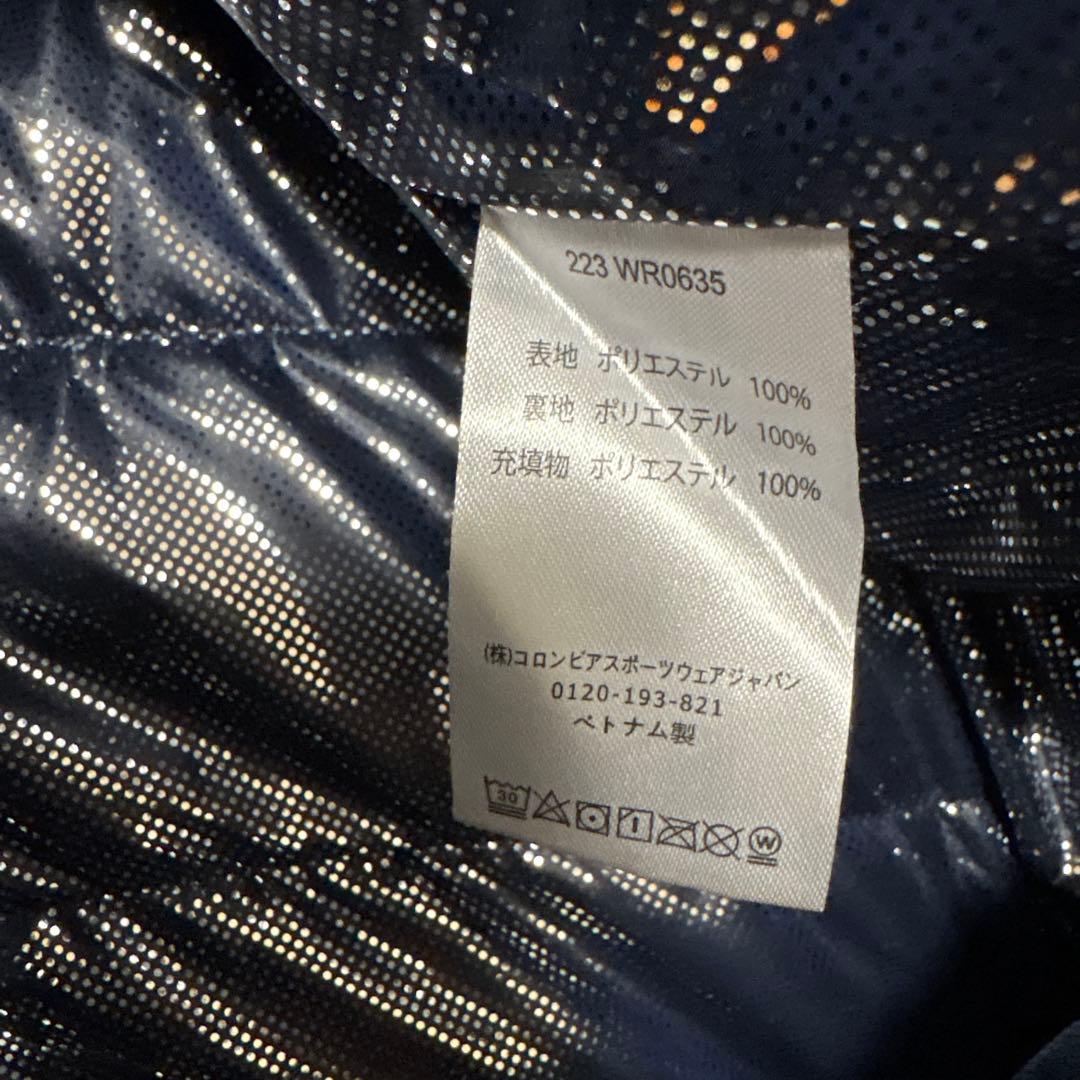 223 WR0635
表地 ポリエステル 100%
裏地 ポリエステル 100%
充填物 ポリエステル 100%
(株)コロンビアスポーツウェアジャパン
0120-193-821
ベトナム製
30 W